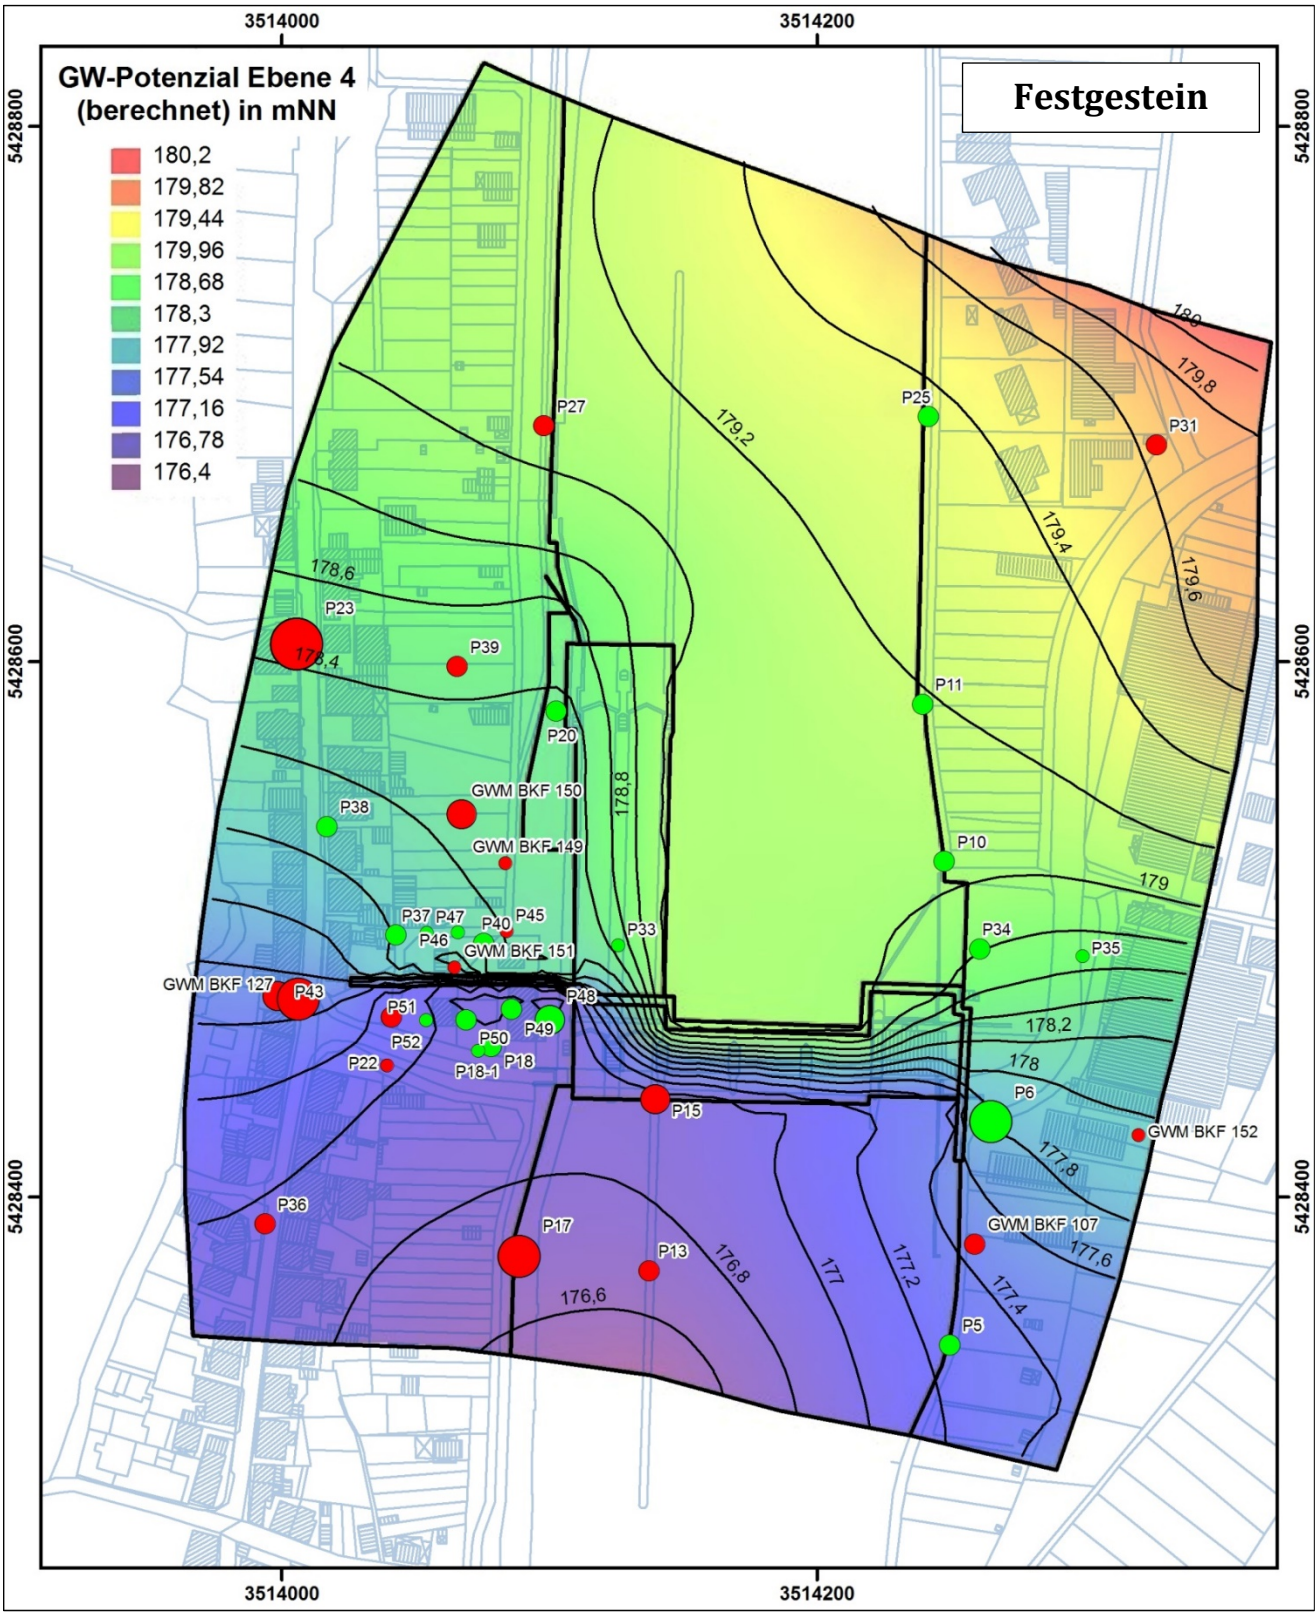 3514000
3514200
GW-Potenzial Ebene 4
(berechnet) in mNN
Festgestein
5428800
5428800
180,2
179,82
179,44
179,96
178,68
178,3
177,92
177,54
177,16
176,78
176,4
180
179,8
P27
P25
P31
179,2
179,4
179,6
178,6
P23
5428600
5428600
178,4
P39
P11
P20
178,8
GWM BKF 150
P38
GWM BKF 149
P10
179
P37
P47
P40
P45
P33
P34
P35
P46
GWM BKF 151
GWM BKF 127
P43
P51
P48
P49
178,2
P52
P50
P18
178
P22
P18-1
P6
P15
GWM BKF 152
177,8
5428400
5428400
P36
P17
GWM BKF 107
P13
176,8
177
177,2
177,6
176,6
177,4
P5
3514000
3514200